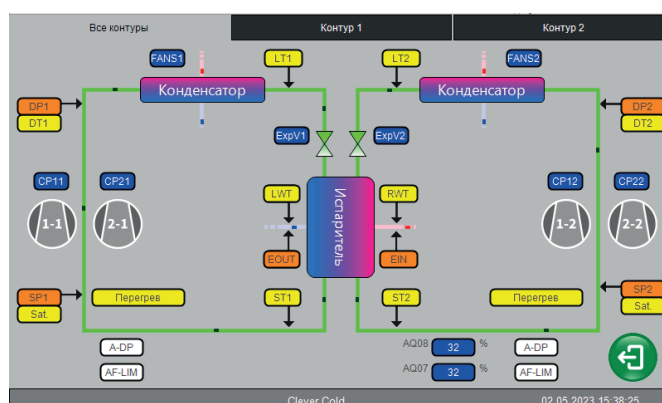 Все контуры
Контур 1
Контур 2
FANS1
LT1
LT2
FANS2
Конденсатор
Конденсатор
DP1
DT1
DP2
DT2
ExpV1
ExpV2
CP11
CP21
CP12
CP22
1-1
2-1
1-2
2-2
LWT
RWT
Испаритель
EOUT
EIN
SP1
Sat.
Перегрев
ST1
ST2
Перегрев
SP2
Sat.
A-DP
AQ08 32 %
A-DP
AF-LIM
AQ07 32 %
AF-LIM
Clever Cold
02.05.2023 15:38:25